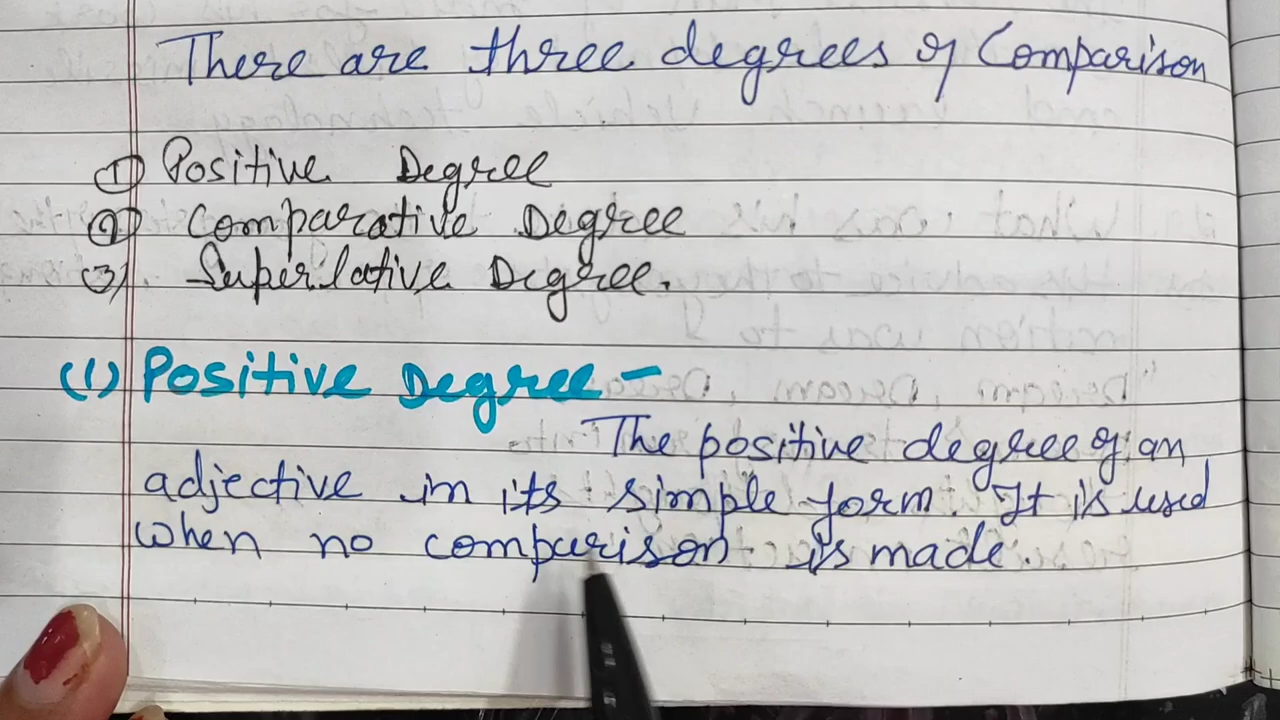 There are three degrees of Comparison
① Positive Degree
② Comparative Degree
3) Superlative Degree.
(1) Positive Degree -
The positive degree of an
adjective in its simple form. It is used
when no comparison is made.